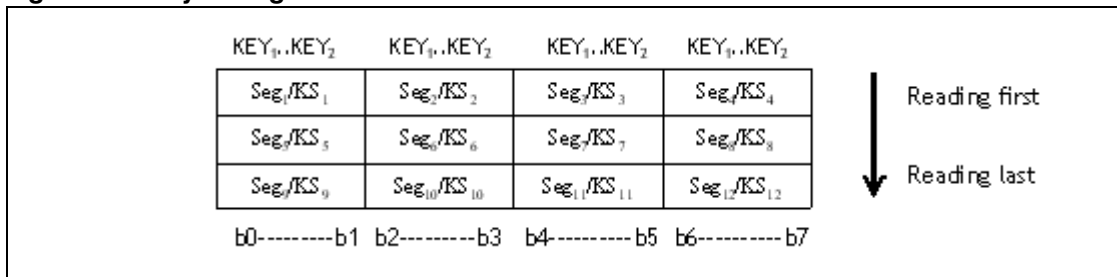 KEY₁..KEY₂ KEY₁..KEY₂ KEY₁..KEY₂ KEY₁..KEY₂
Seg₁/KS₁ Seg₂/KS₂ Seg₃/KS₃ Seg₄/KS₄ Reading first
Seg₅/KS₅ Seg₆/KS₆ Seg₇/KS₇ Seg₈/KS₈
Seg₉/KS₉ Seg₁₀/KS₁₀ Seg₁₁/KS₁₁ Seg₁₂/KS₁₂ Reading last
b0---------b1 b2---------b3 b4----------b5 b6----------b7